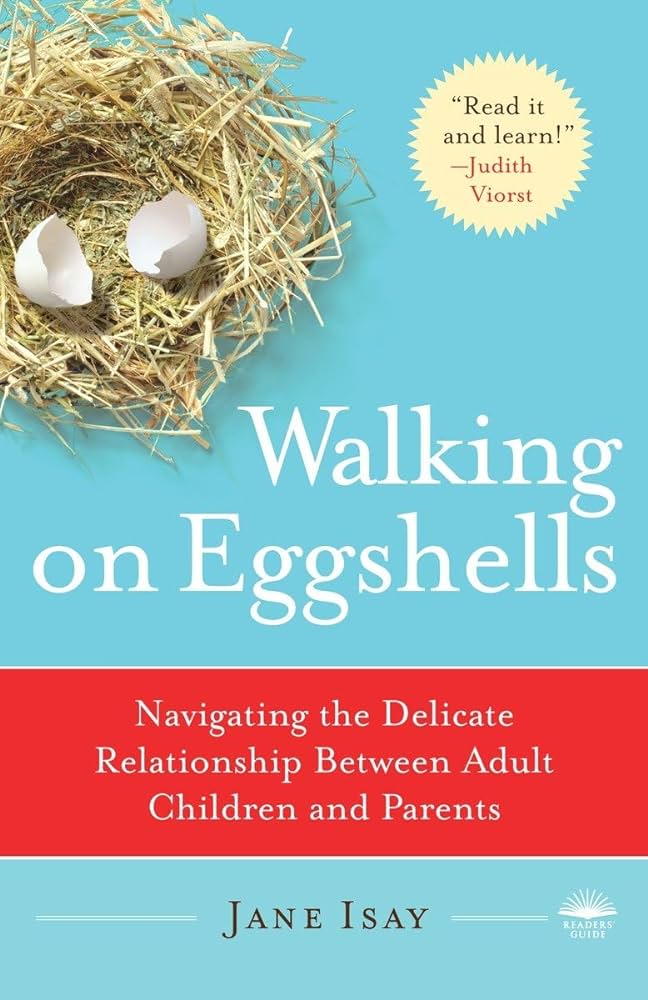 “Read it
and learn!”
—Judith
Viorst
Walking
on Eggshells
Navigating the Delicate
Relationship Between Adult
Children and Parents
JANE ISAY
READERS'
GUIDE